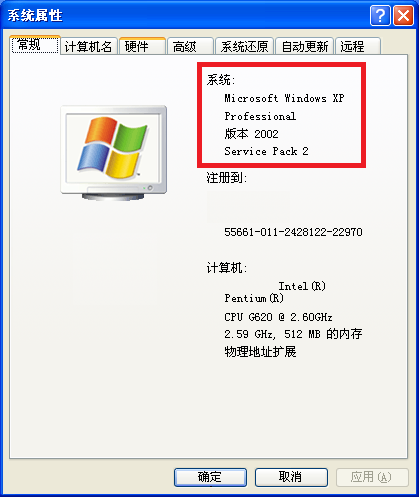 系统属性
常规 计算机名 硬件 高级 系统还原 自动更新 远程
系统:
Microsoft Windows XP
Professional
版本 2002
Service Pack 2
注册到:
55661-011-2428122-22970
计算机:
Intel(R)
Pentium(R)
CPU G620 @ 2.60GHz
2.59 GHz, 512 MB 的内存
物理地址扩展
确定 取消 应用(A)